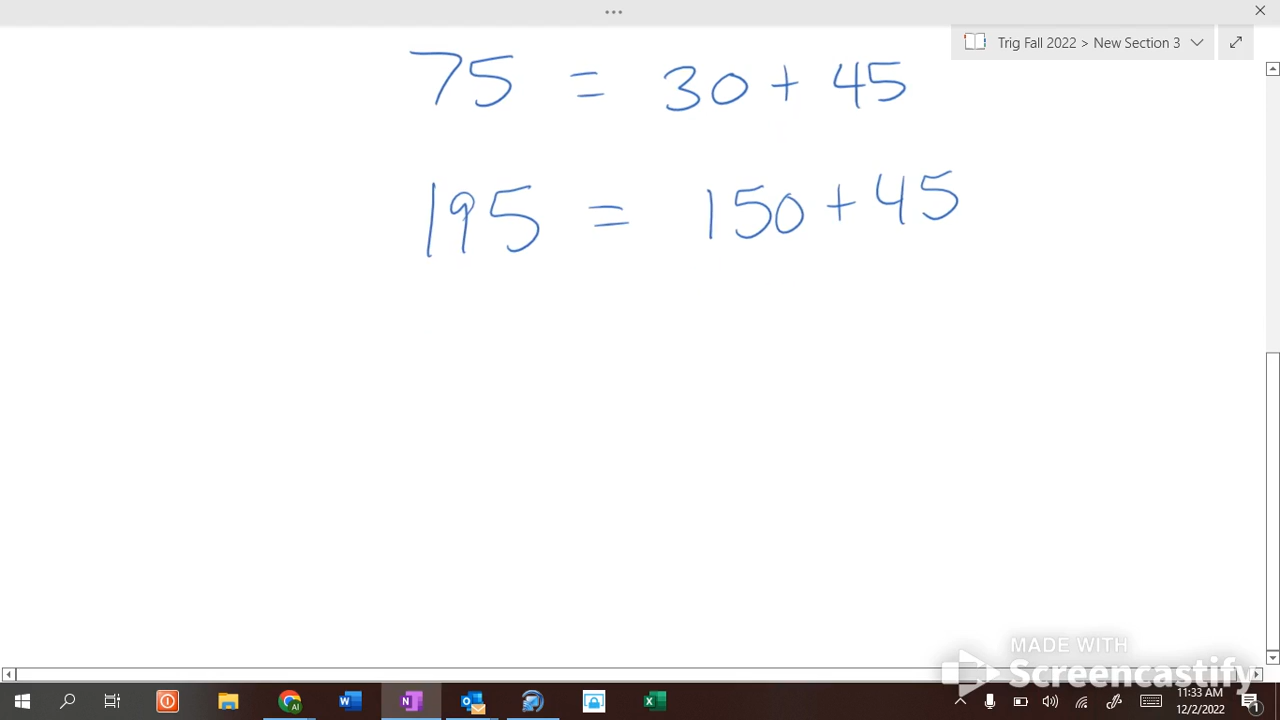 Trig Fall 2022 > New Section 3
75 = 30 + 45
195 = 150 + 45
MADE WITH
Screencastify
11:33 AM
12/2/2022
1